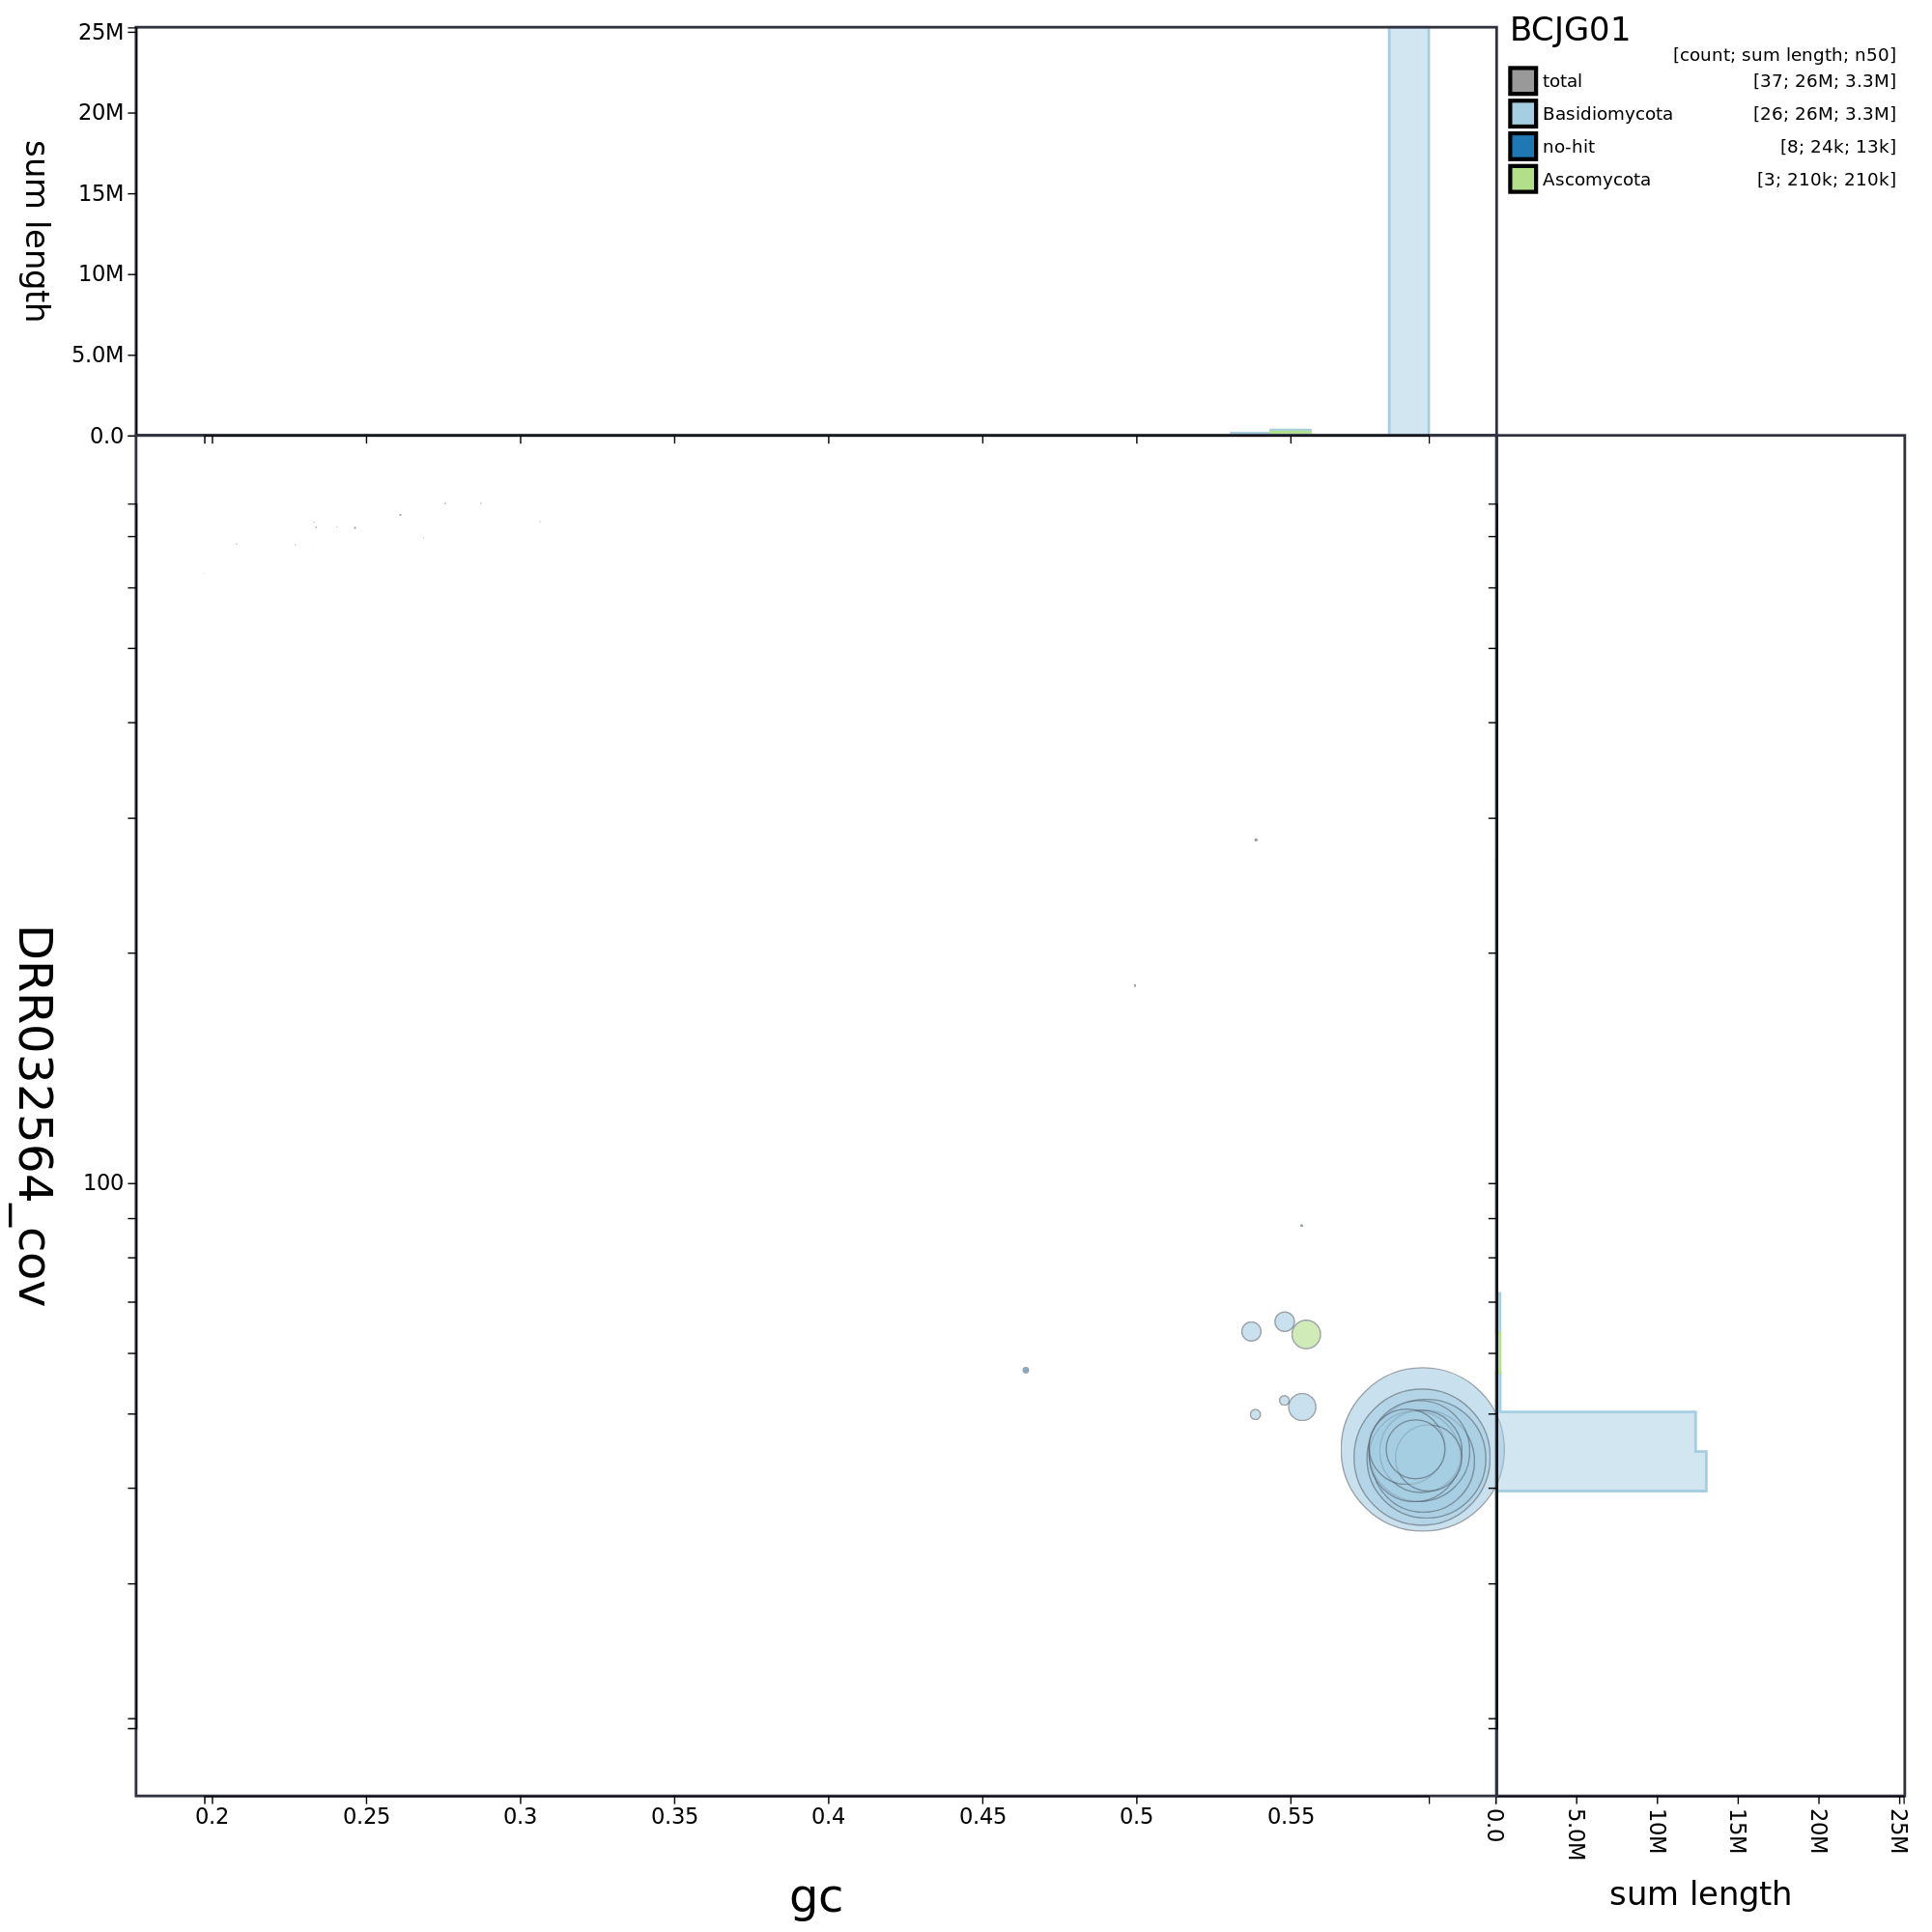 BCJG01
[count; sum length; n50]
total [37; 26M; 3.3M]
Basidiomycota [26; 26M; 3.3M]
no-hit [8; 24k; 13k]
Ascomycota [3; 210k; 210k]
sum length
25M
20M
15M
10M
5.0M
0.0
DRR032564_cov
100
0.2 0.25 0.3 0.35 0.4 0.45 0.5 0.55
gc
0.0 5.0M 10M 15M 20M 25M
sum length